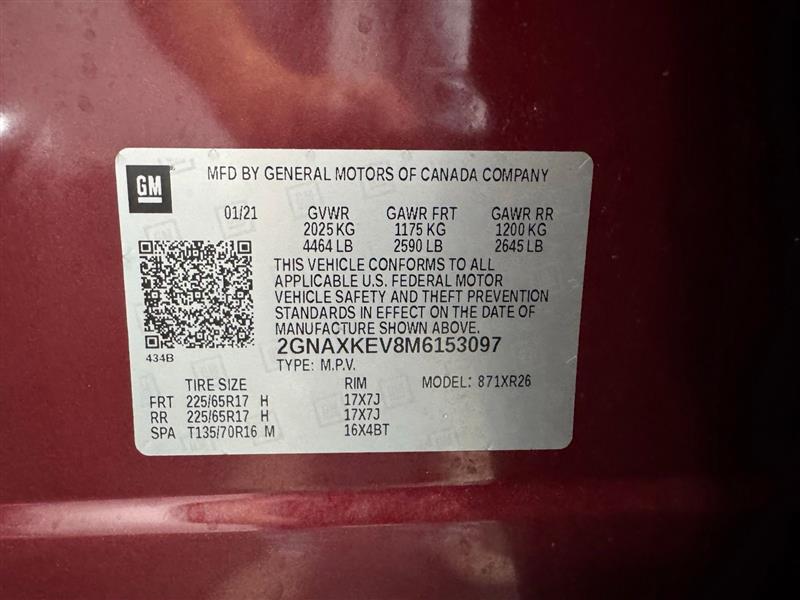 GM
MFD BY GENERAL MOTORS OF CANADA COMPANY
01/21 GVWR GAWR FRT GAWR RR
2025 KG 1175 KG 1200 KG
4464 LB 2590 LB 2645 LB
THIS VEHICLE CONFORMS TO ALL
APPLICABLE U.S. FEDERAL MOTOR
VEHICLE SAFETY AND THEFT PREVENTION
STANDARDS IN EFFECT ON THE DATE OF
MANUFACTURE SHOWN ABOVE.
434B
2GNAXKEV8M6153097
TYPE: M.P.V.
TIRE SIZE RIM MODEL: 871XR26
FRT 225/65R17 H 17X7J
RR 225/65R17 H 17X7J
SPA T135/70R16 M 16X4BT